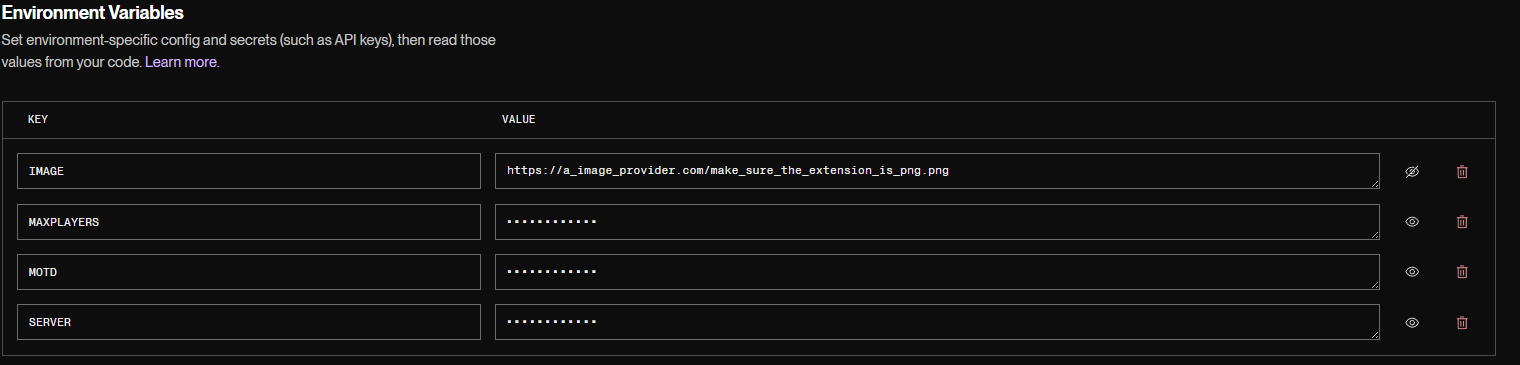 Environment Variables
Set environment-specific config and secrets (such as API keys), then read those
values from your code. Learn more.
KEY VALUE
IMAGE https://a_image_provider.com/make_sure_the_extension_is_png.png
MAXPLAYERS ••••••••••••
MOTD ••••••••••••
SERVER ••••••••••••